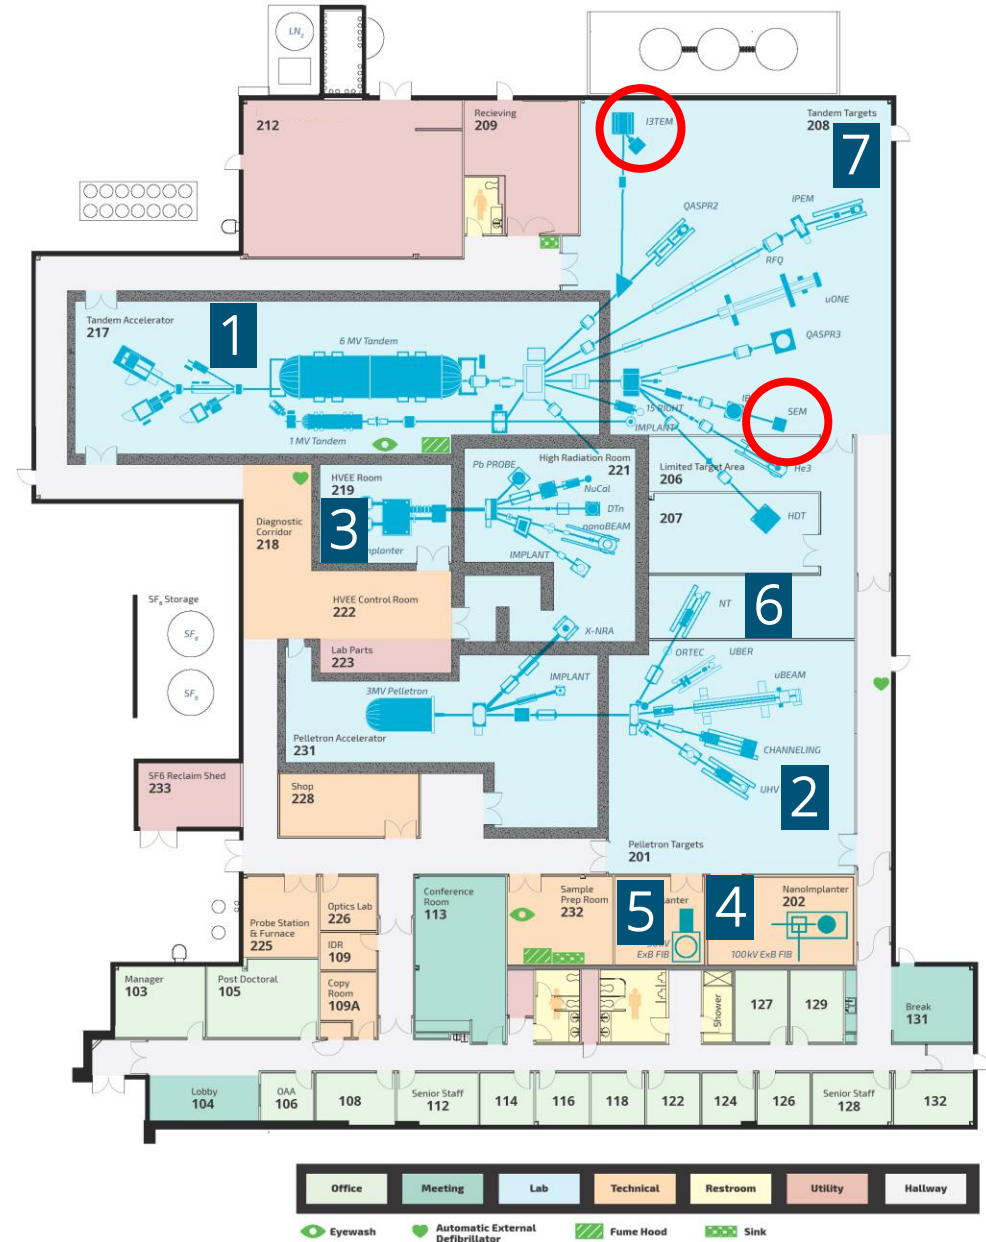 LN₂
212
Recieving
209
I3TEM
Tandem Targets
208
7
QASPR2
IPEM
RFQ
uONE
QASPR3
Tandem Accelerator
217
1
6 MV Tandem
1 MV Tandem
15 RIGHT
IMPLANT
SEM
He3
HVEE Room
219
3
Pb PROBE
High Radiation Room
221
NuCal
DTn
nanoBEAM
IMPLANT
Limited Target Area
206
207
HDT
Diagnostic
Corridor
218
HVEE Control Room
222
Lab Parts
223
X-NRA
NT
6
SF₆ Storage
SF₆
SF₆
3MV Pelletron
IMPLANT
Pelletron Accelerator
231
ORTEC
UBER
uBEAM
CHANNELING
UHV
2
Pelletron Targets
201
SF6 Reclaim Shed
233
Shop
228
Probe Station
& Furnace
225
Optics Lab
226
IDR
109
Copy
Room
109A
Conference
Room
113
Sample
Prep Room
232
5
ExB FIB
4
NanoImplanter
202
100kV ExB FIB
Manager
103
Post Doctoral
105
Shower
127
129
Break
131
Lobby
104
OAA
106
108
Senior Staff
112
114
116
118
122
124
126
Senior Staff
128
132
Office
Meeting
Lab
Technical
Restroom
Utility
Hallway
Eyewash
Automatic External
Defibrillator
Fume Hood
Sink